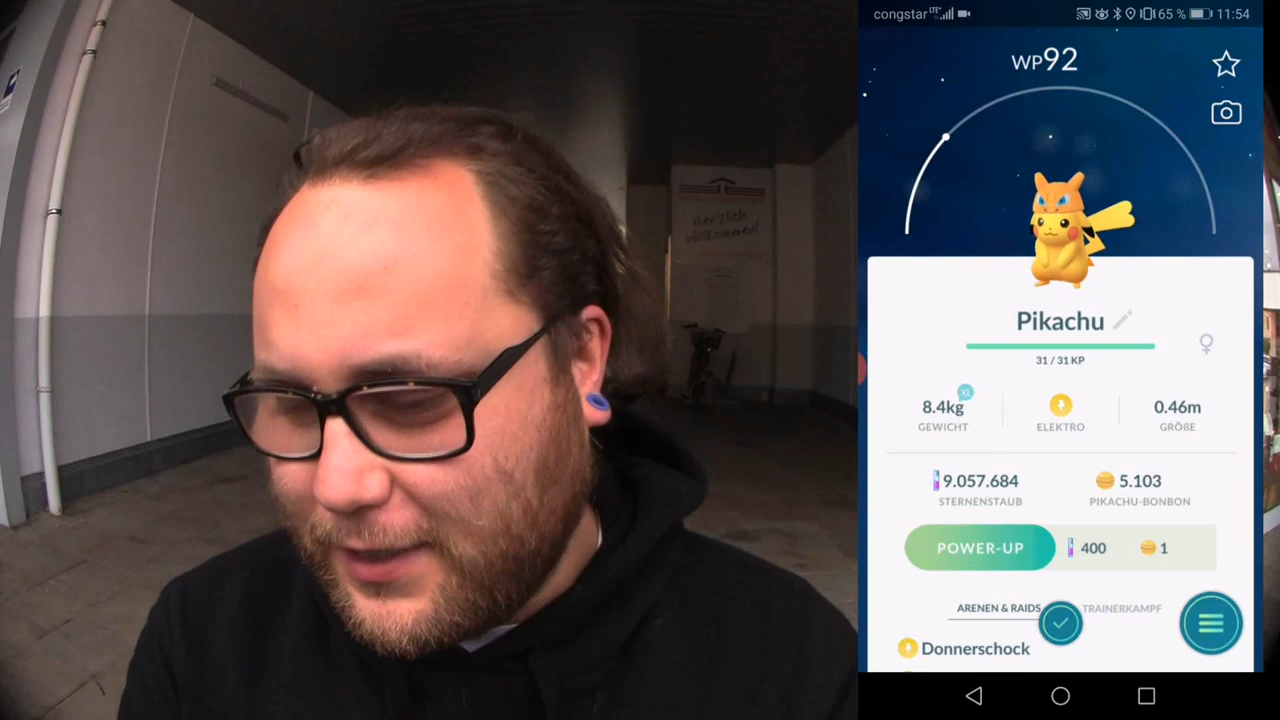 Herzlich
willkommen!
congstar LTE+ 65 % 11:54
WP92
Pikachu
31 / 31 KP
8.4kg XL
GEWICHT
ELEKTRO
0.46m
GRÖßE
9.057.684
STERNENSTAUB
5.103
PIKACHU-BONBON
POWER-UP 400 1
ARENEN & RAIDS TRAINERKAMPF
Donnerschock